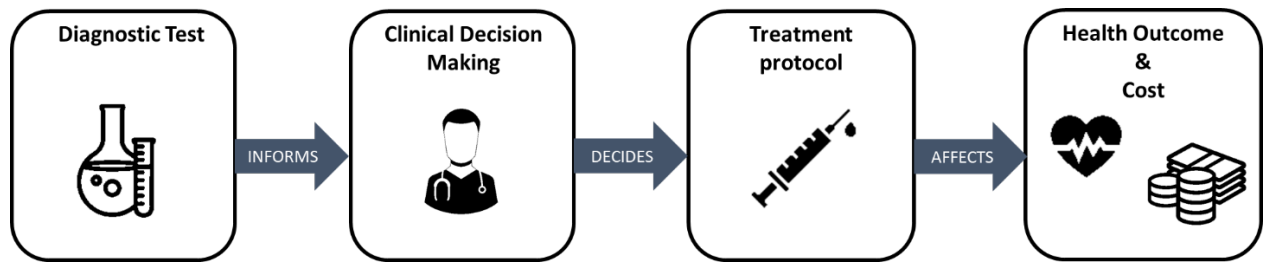 Diagnostic Test
INFORMS
Clinical Decision
Making
DECIDES
Treatment
protocol
AFFECTS
Health Outcome
&
Cost